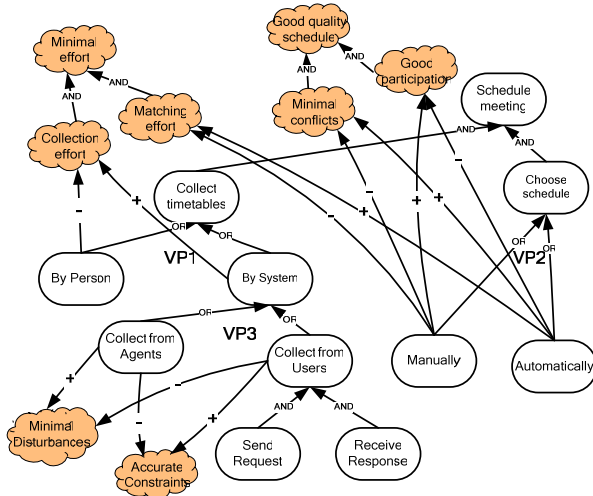 Good quality
schedule
Minimal
effort
AND
Good
participation
AND
AND
AND
Schedule
meeting
Minimal
conflicts
Matching
effort
Collection
effort
AND
AND
Choose
schedule
Collect
timetables
-
+
-
-
+
+
+
-
OR
OR
VP1
OR
OR
VP2
By Person
By System
OR
VP3
OR
Collect from
Agents
Collect from
Users
Manually
Automatically
+
-
-
+
AND
AND
Minimal
Disturbances
Send
Request
Receive
Response
Accurate
Constraints